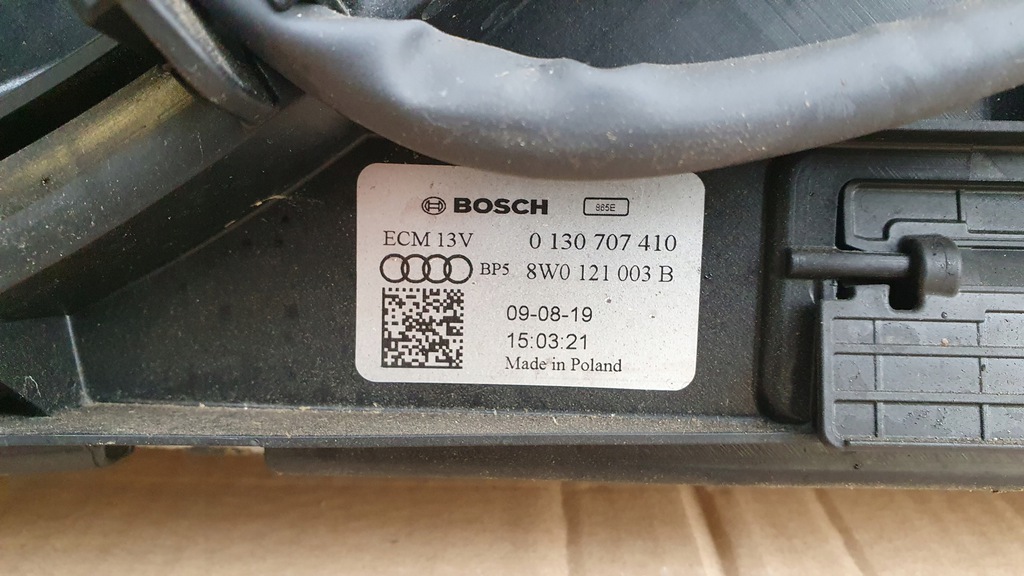 BOSCH 865E
ECM 13V 0 130 707 410
BP5 8W0 121 003 B
09-08-19
15:03:21
Made in Poland